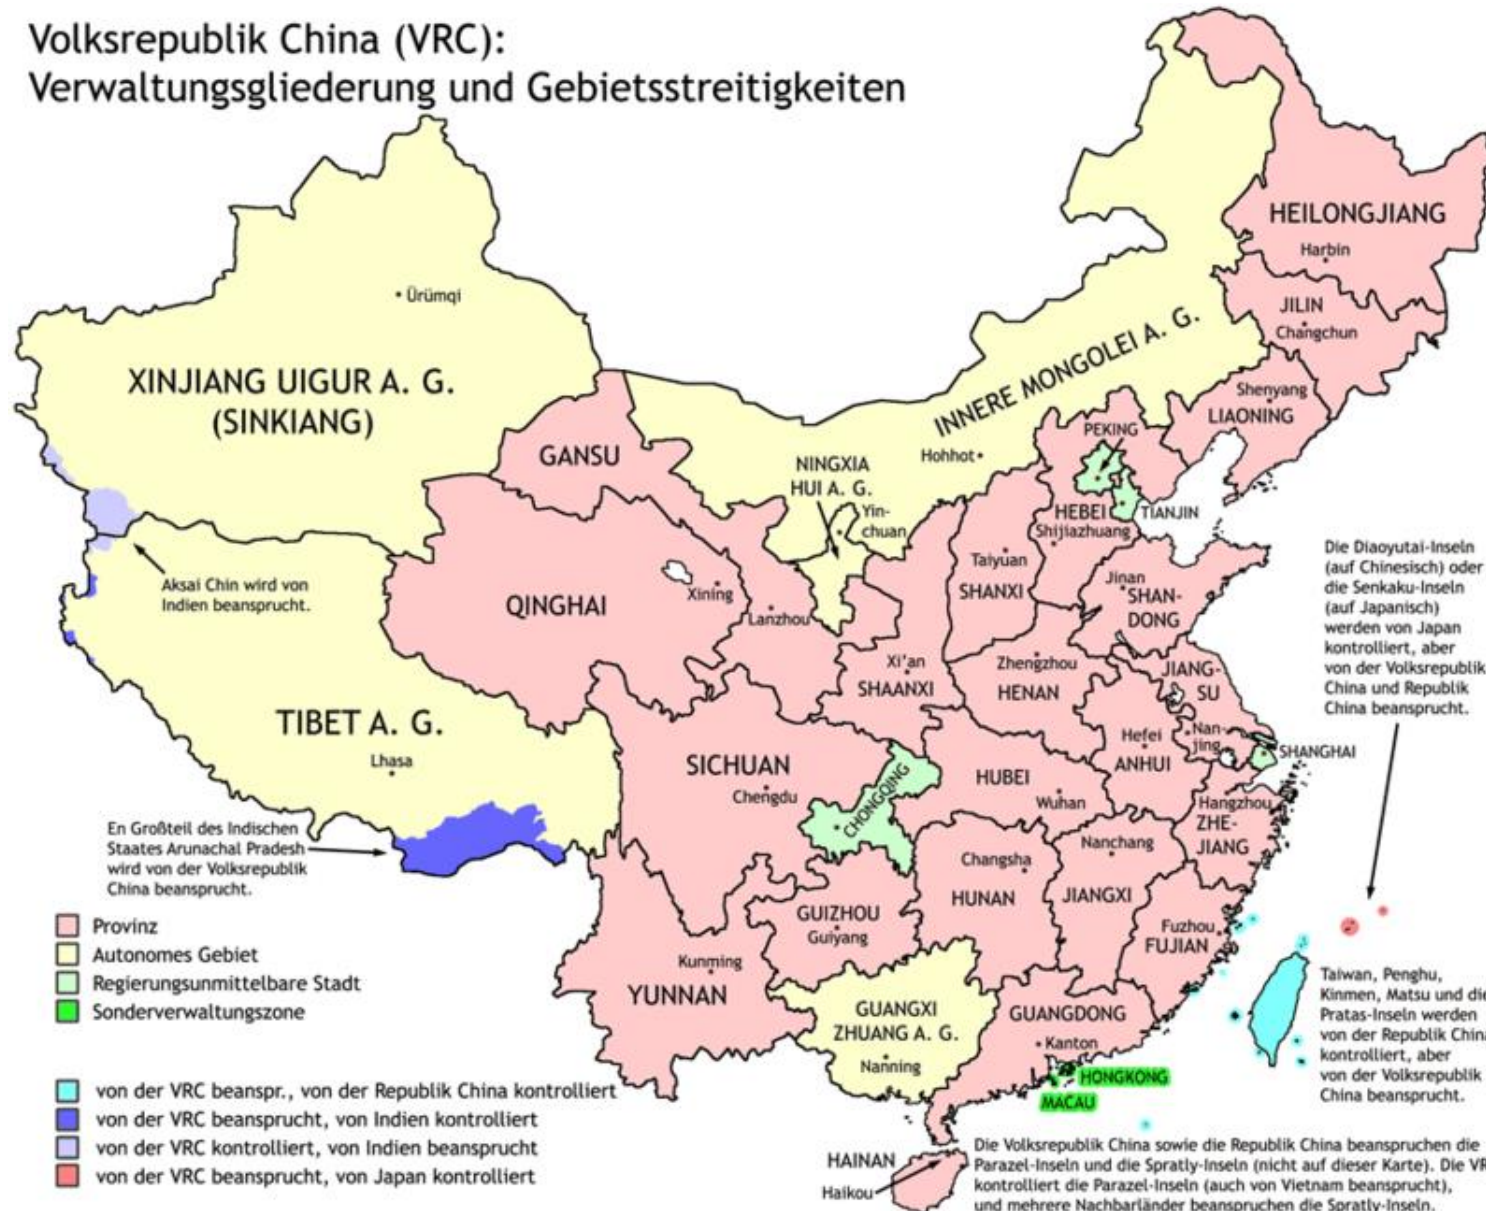 Volksrepublik China (VRC):
Verwaltungsgliederung und Gebietsstreitigkeiten
HEILONGJIANG
Harbin
JILIN
Changchun
Ürümqi
XINJIANG UIGUR A. G.
(SINKIANG)
INNERE MONGOLEI A. G.
Hohhot
Shenyang
LIAONING
PEKING
GANSU
NINGXIA
HUI A. G.
Yin-
chuan
HEBEI
TIANJIN
Shijiazhuang
Taiyuan
SHANXI
Jinan
SHAN-
DONG
Die Diaoyutai-Inseln
(auf Chinesisch) oder
die Senkaku-Inseln
(auf Japanisch)
werden von Japan
kontrolliert, aber
von der Volksrepublik
China und Republik
China beansprucht.
Aksai Chin wird von
Indien beansprucht.
QINGHAI
Xining
Lanzhou
Xi'an
SHAANXI
Zhengzhou
HENAN
JIANG-
SU
TIBET A. G.
Lhasa
SICHUAN
Chengdu
CHONGQING
HUBEI
Wuhan
Hefei
ANHUI
Nan-
jing
SHANGHAI
Hangzhou
ZHE-
JIANG
En Großteil des Indischen
Staates Arunachal Pradesh
wird von der Volksrepublik
China beansprucht.
Changsha
HUNAN
Nanchang
JIANGXI
GUIZHOU
Guiyang
Fuzhou
FUJIAN
Kunming
YUNNAN
GUANGXI
ZHUANG A. G.
Nanning
GUANGDONG
Kanton
HONGKONG
MACAU
Taiwan, Penghu,
Kinmen, Matsu und die
Pratas-Inseln werden
von der Republik China
kontrolliert, aber
von der Volksrepublik
China beansprucht.
Provinz
Autonomes Gebiet
Regierungsunmittelbare Stadt
Sonderverwaltungszone
von der VRC beanspr., von der Republik China kontrolliert
von der VRC beansprucht, von Indien kontrolliert
von der VRC kontrolliert, von Indien beansprucht
von der VRC beansprucht, von Japan kontrolliert
HAINAN
Haikou
Die Volksrepublik China sowie die Republik China beanspruchen die
Parazel-Inseln und die Spratly-Inseln (nicht auf dieser Karte). Die VR
kontrolliert die Parazel-Inseln (auch von Vietnam beansprucht),
und mehrere Nachbarländer beanspruchen die Spratly-Inseln.